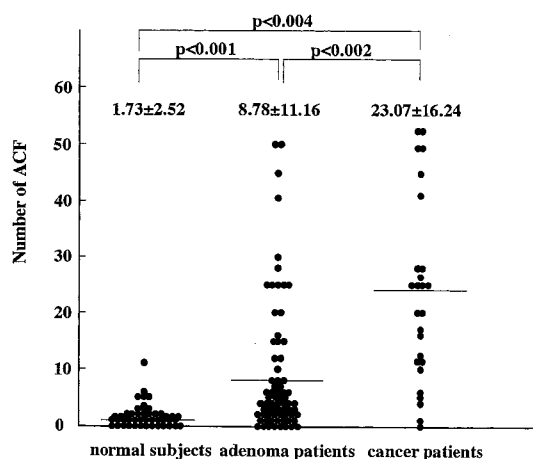 p<0.004
p<0.001
p<0.002
1.73±2.52
8.78±11.16
23.07±16.24
Number of ACF
60
50
40
30
20
10
0
normal subjects
adenoma patients
cancer patients